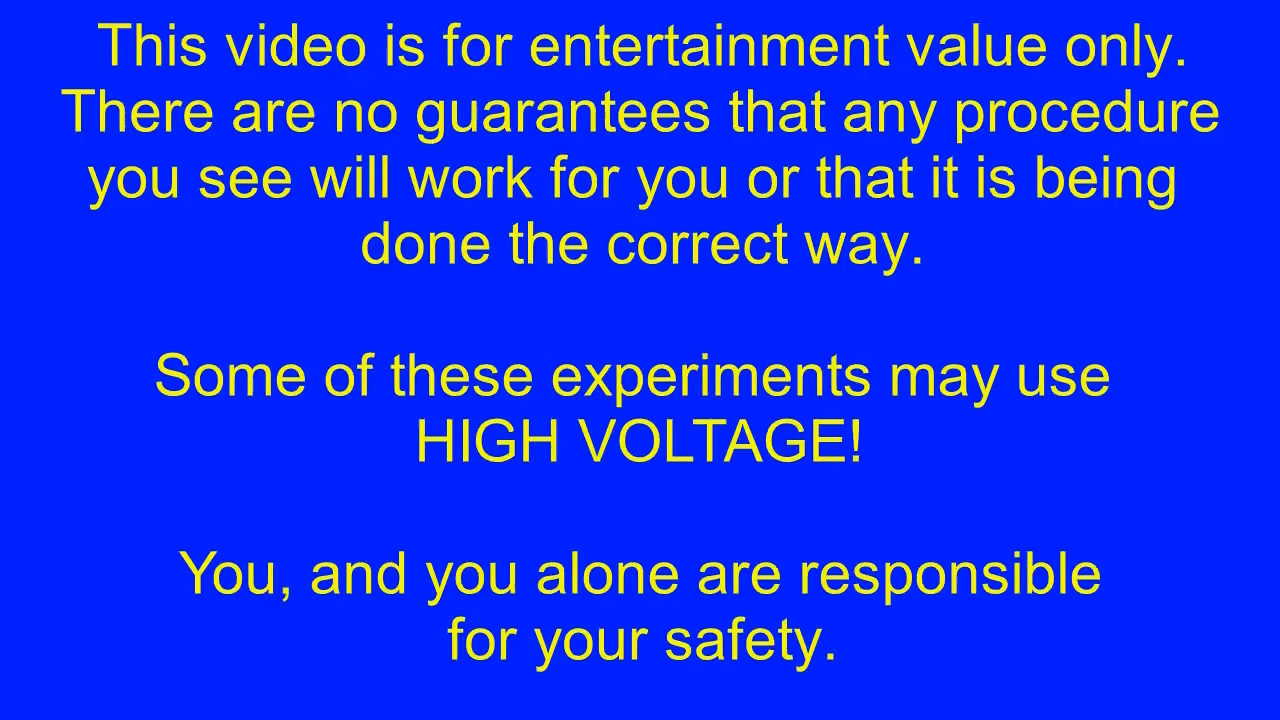 This video is for entertainment value only.
There are no guarantees that any procedure
you see will work for you or that it is being
done the correct way.
Some of these experiments may use
HIGH VOLTAGE!
You, and you alone are responsible
for your safety.